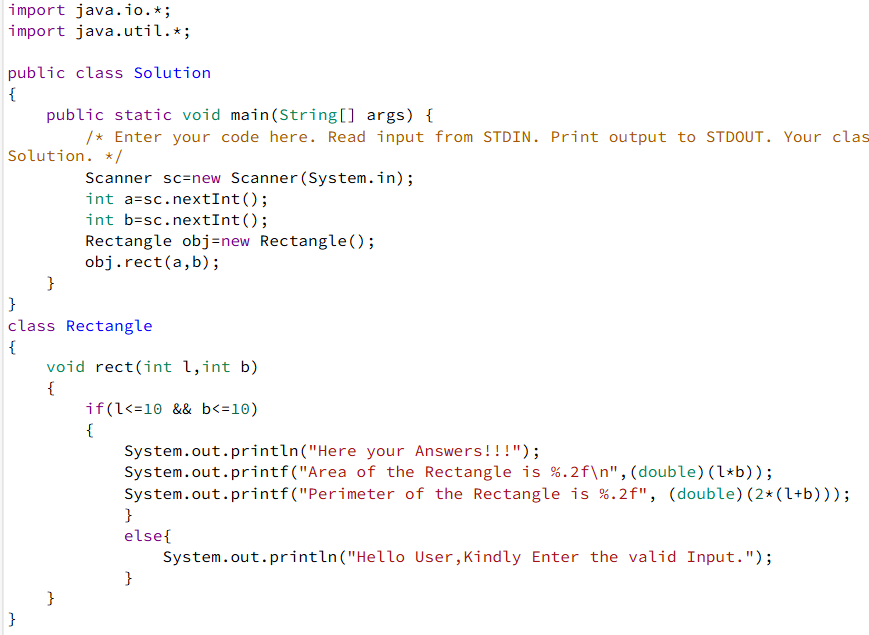 import java.io.*;
import java.util.*;

public class Solution
{
    public static void main(String[] args) {
        /* Enter your code here. Read input from STDIN. Print output to STDOUT. Your clas
Solution. */
        Scanner sc=new Scanner(System.in);
        int a=sc.nextInt();
        int b=sc.nextInt();
        Rectangle obj=new Rectangle();
        obj.rect(a,b);
    }
}
class Rectangle
{
    void rect(int l,int b)
    {
        if(l<=10 && b<=10)
        {
            System.out.println("Here your Answers!!!");
            System.out.printf("Area of the Rectangle is %.2f\n",(double)(l*b));
            System.out.printf("Perimeter of the Rectangle is %.2f", (double)(2*(l+b)));
            }
            else{
                System.out.println("Hello User,Kindly Enter the valid Input.");
            }
    }
}